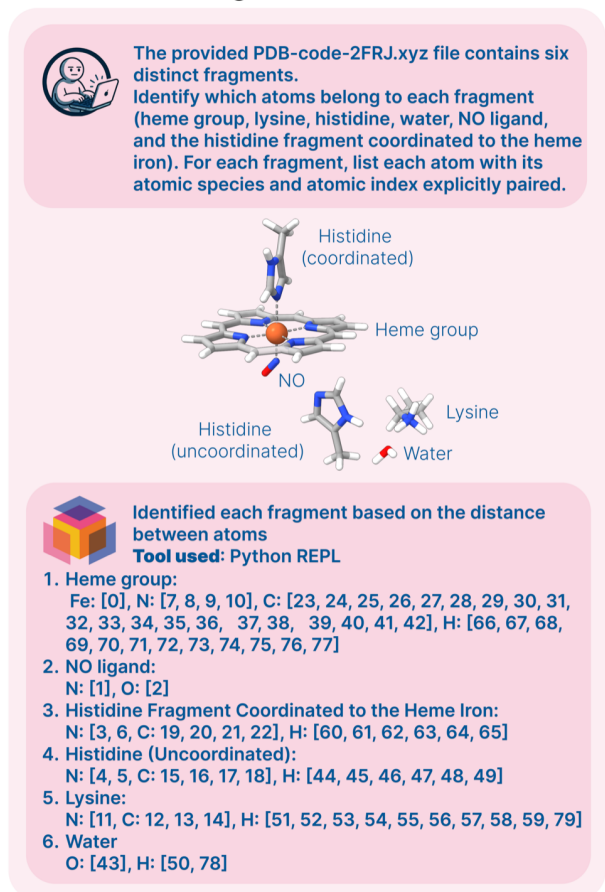 The provided PDB-code-2FRJ.xyz file contains six
distinct fragments.
Identify which atoms belong to each fragment
(heme group, lysine, histidine, water, NO ligand,
and the histidine fragment coordinated to the heme
iron). For each fragment, list each atom with its
atomic species and atomic index explicitly paired.
Histidine
(coordinated)
Heme group
NO
Histidine
(uncoordinated)
Lysine
Water
Identified each fragment based on the distance
between atoms
Tool used: Python REPL
1. Heme group:
Fe: [0], N: [7, 8, 9, 10], C: [23, 24, 25, 26, 27, 28, 29, 30, 31,
32, 33, 34, 35, 36, 37, 38, 39, 40, 41, 42], H: [66, 67, 68,
69, 70, 71, 72, 73, 74, 75, 76, 77]
2. NO ligand:
N: [1], O: [2]
3. Histidine Fragment Coordinated to the Heme Iron:
N: [3, 6, C: 19, 20, 21, 22], H: [60, 61, 62, 63, 64, 65]
4. Histidine (Uncoordinated):
N: [4, 5, C: 15, 16, 17, 18], H: [44, 45, 46, 47, 48, 49]
5. Lysine:
N: [11, C: 12, 13, 14], H: [51, 52, 53, 54, 55, 56, 57, 58, 59, 79]
6. Water
O: [43], H: [50, 78]